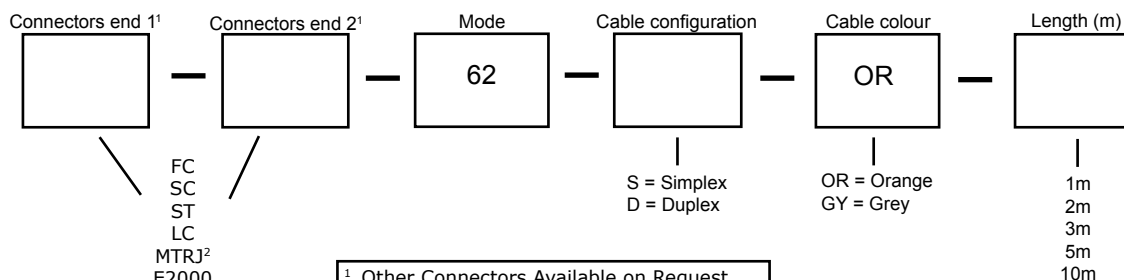 Connectors end 1¹ Connectors end 2¹ Mode Cable configuration Cable colour Length (m)
62 OR
FC
SC
ST
LC
MTRJ²
E2000
S = Simplex
D = Duplex
OR = Orange
GY = Grey
1m
2m
3m
5m
10m
¹ Other Connectors Available on Request